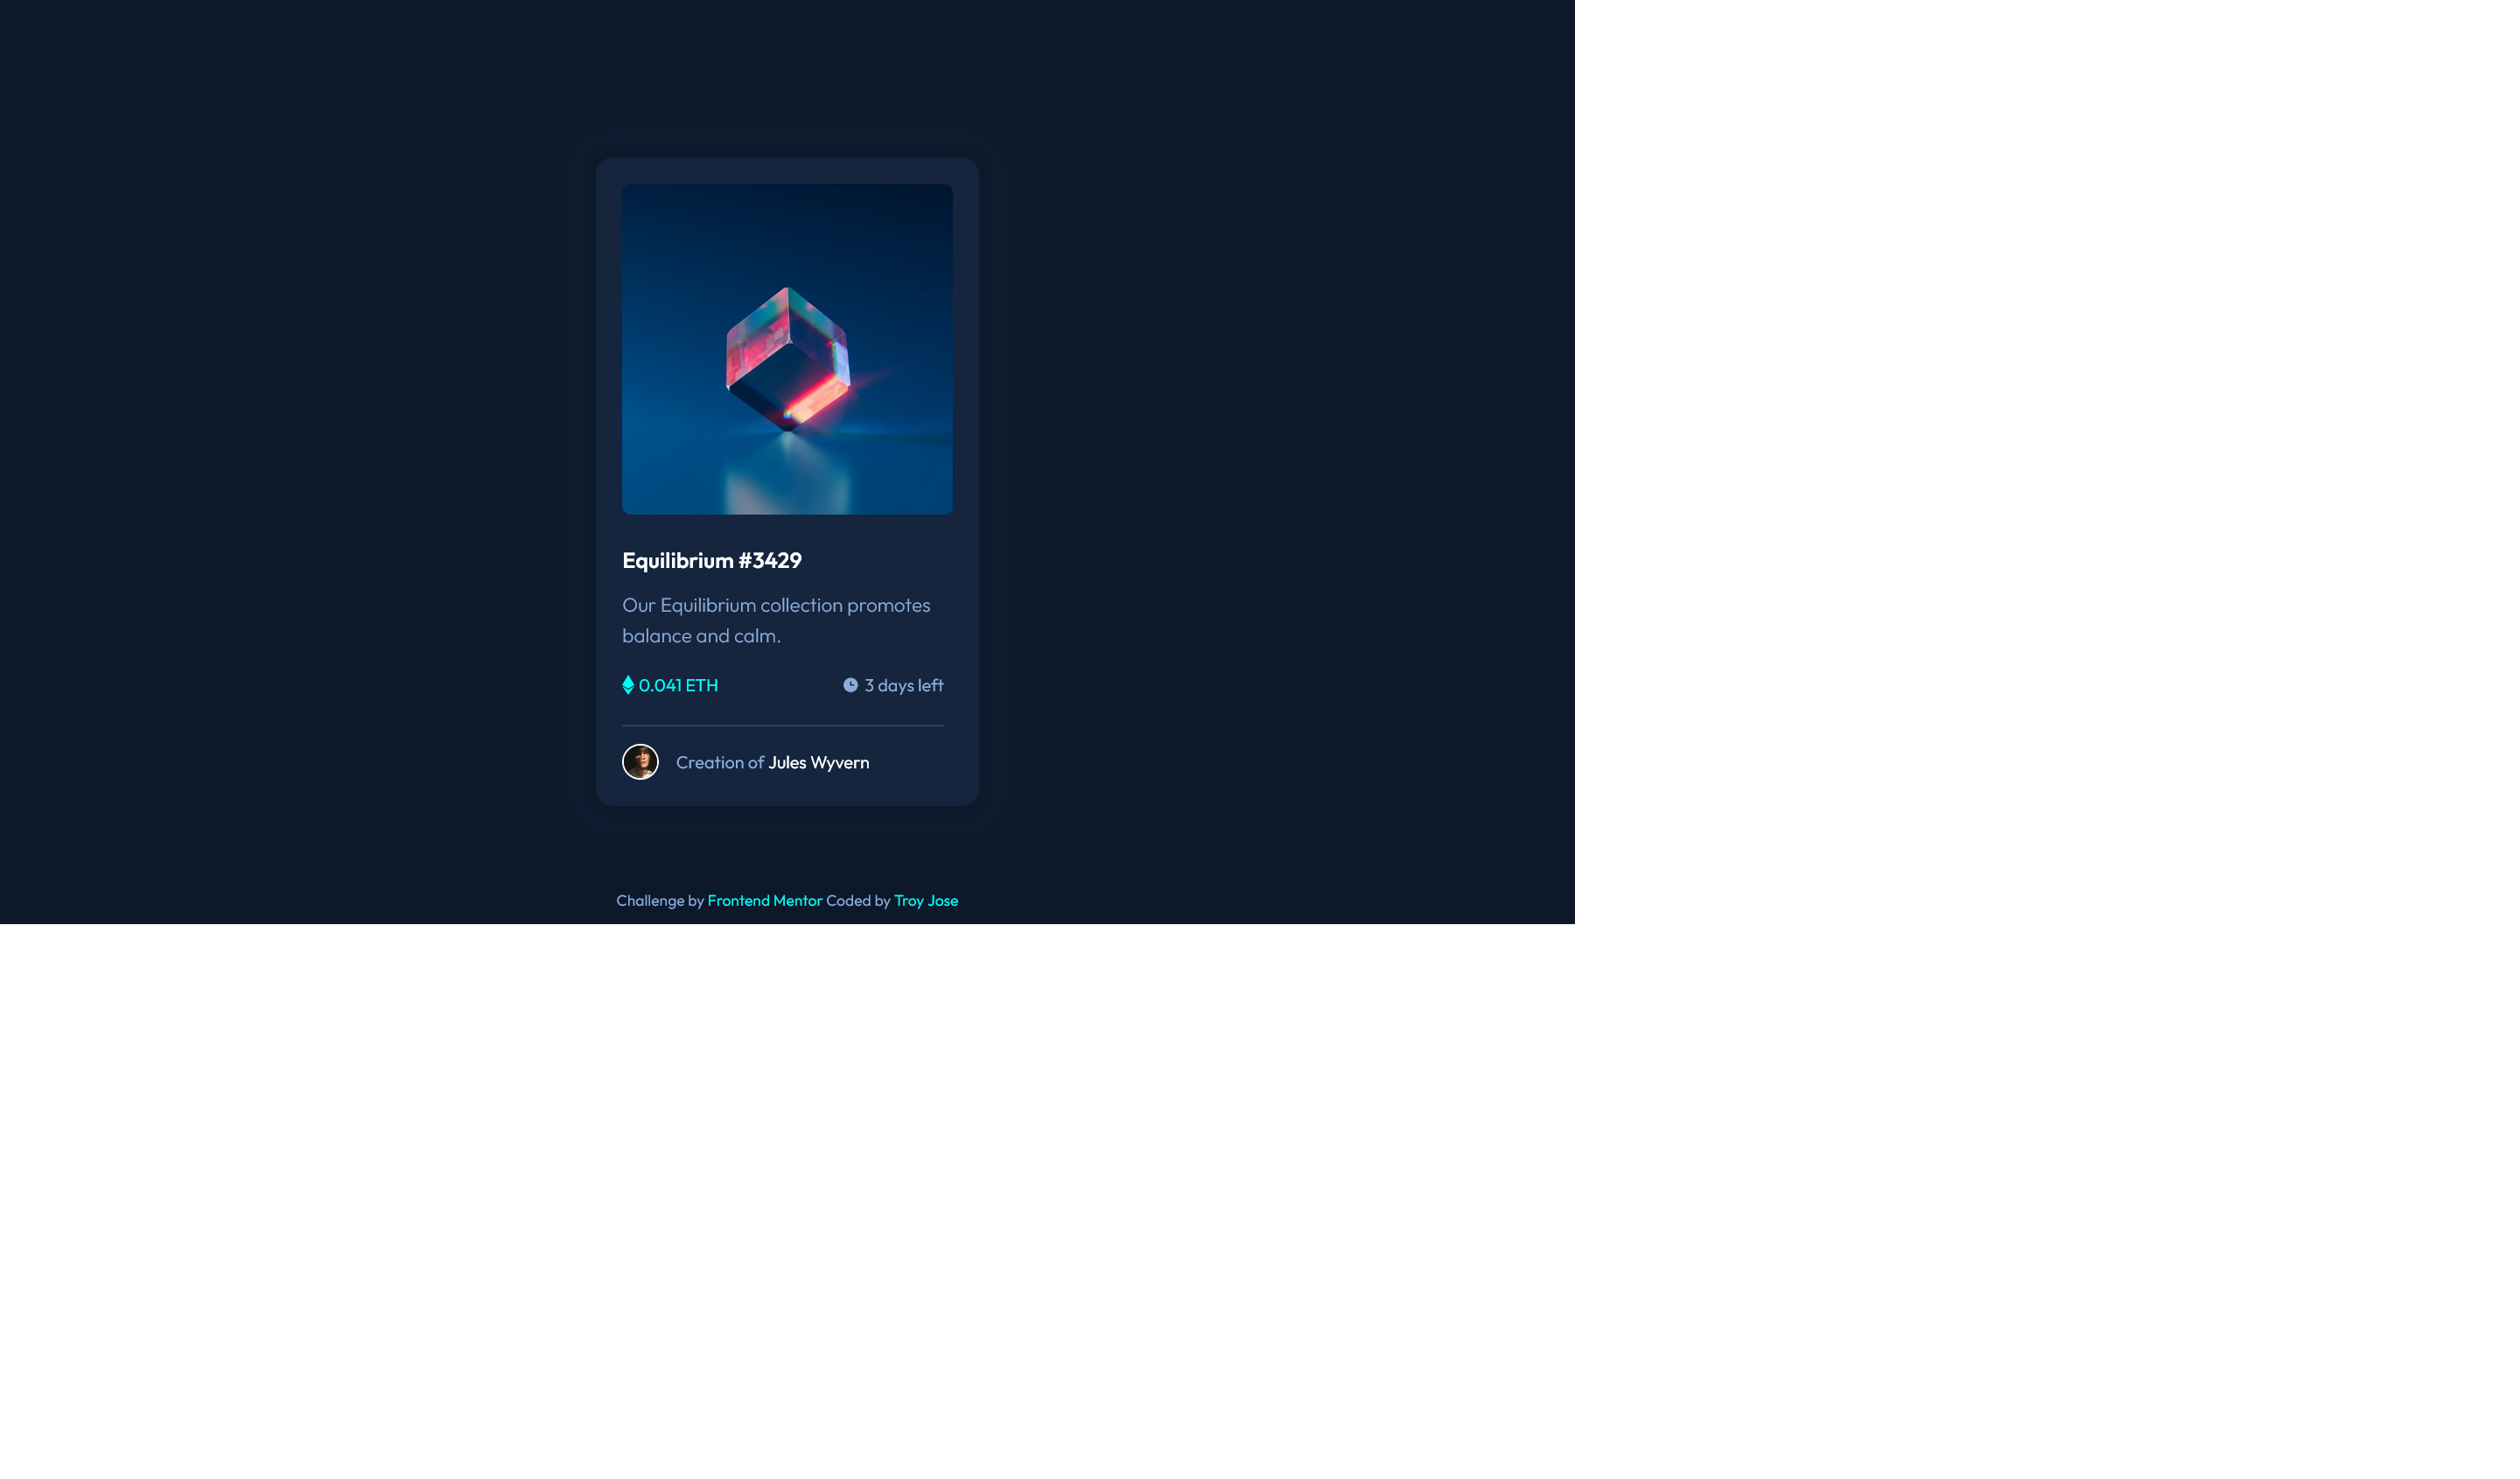 Equilibrium #3429
Our Equilibrium collection promotes
balance and calm.
0.041 ETH
3 days left
Creation of Jules Wyvern
Challenge by Frontend Mentor Coded by Troy Jose